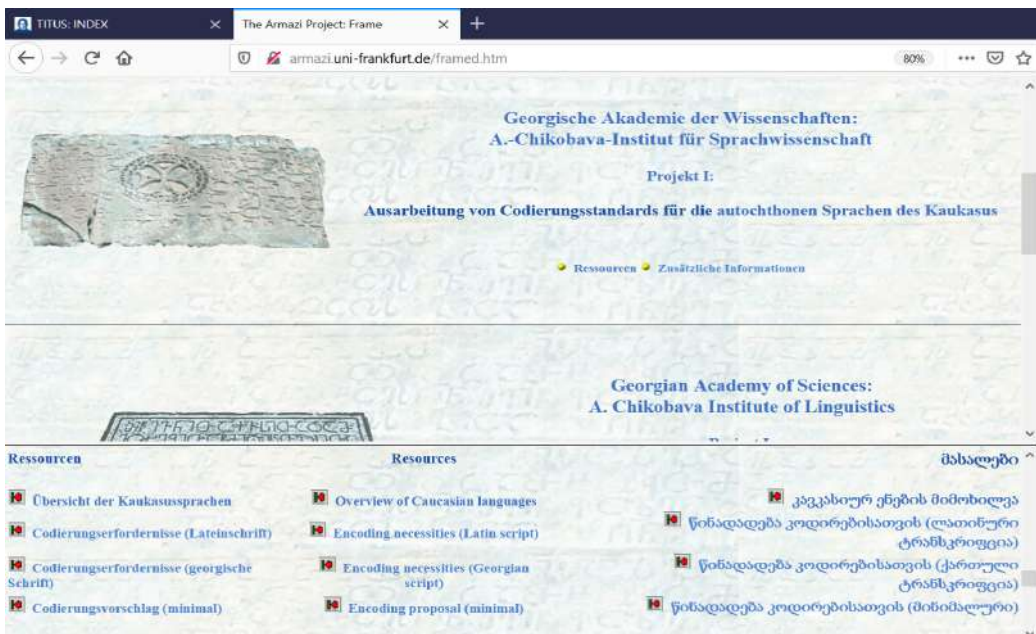 TITUS: INDEX
The Armazi Project: Frame
armazi.uni-frankfurt.de/framed.htm
80%
Georgische Akademie der Wissenschaften:
A.-Chikobava-Institut für Sprachwissenschaft
Projekt I:
Ausarbeitung von Codierungsstandards für die autochthonen Sprachen des Kaukasus
Ressourcen
Zusätzliche Informationen
Georgian Academy of Sciences:
A. Chikobava Institute of Linguistics
Ressourcen
Übersicht der Kaukasussprachen
Codierungserfordernisse (Lateinschrift)
Codierungserfordernisse (georgische
Schrift)
Codierungsvorschlag (minimal)
Resources
Overview of Caucasian languages
Encoding necessities (Latin script)
Encoding necessities (Georgian
script)
Encoding proposal (minimal)
მასალები
კავკასიურ ენების მიმოხილვა
წინადადება კოდირებისათვის (ლათინური
ტრანსკრიფცია)
წინადადება კოდირებისათვის (ქართული
ტრანსკრიფცია)
წინადადება კოდირებისათვის (მინიმალური)